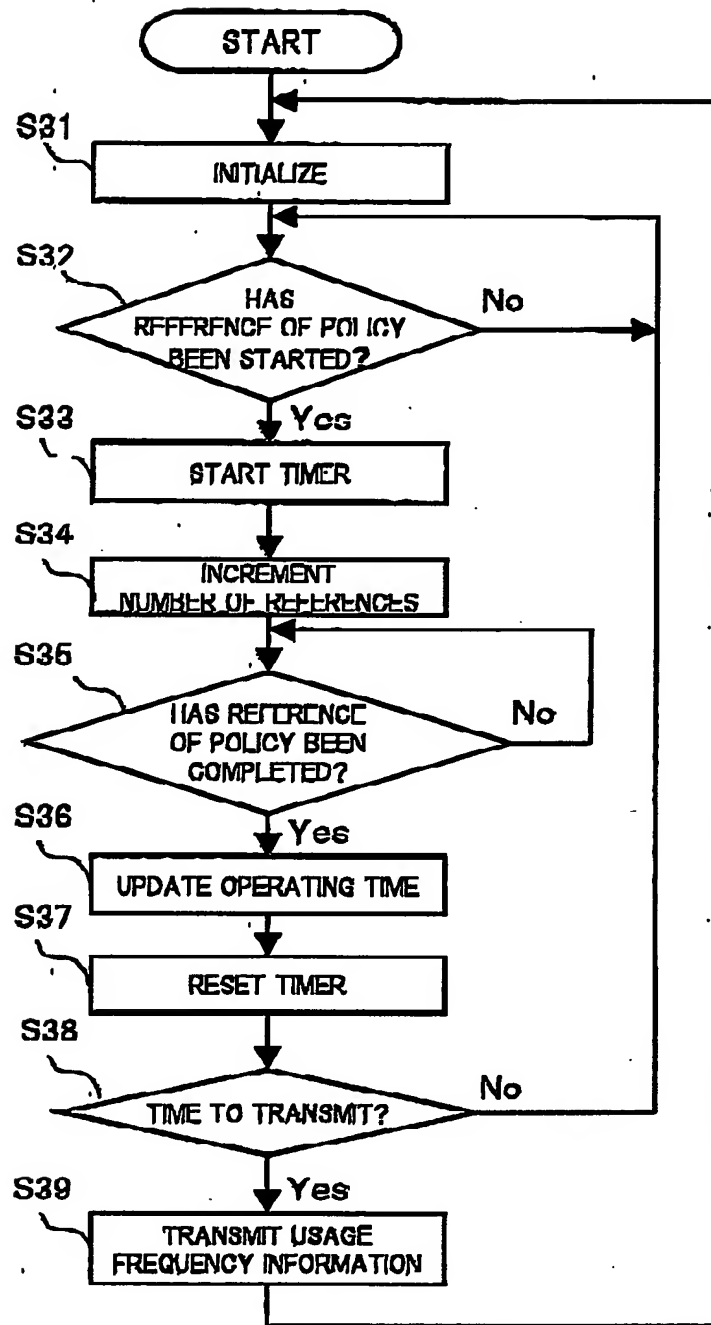 START
S31
INITIALIZE
S32
HAS
REFERENCE OF POLICY
BEEN STARTED?
No
Yes
S33
START TIMER
S34
INCREMENT
NUMBER OF REFERENCES
S35
HAS REFERENCE
OF POLICY BEEN
COMPLETED?
No
S36
Yes
UPDATE OPERATING TIME
S37
RESET TIMER
S38
TIME TO TRANSMIT?
No
S39
Yes
TRANSMIT USAGE
FREQUENCY INFORMATION